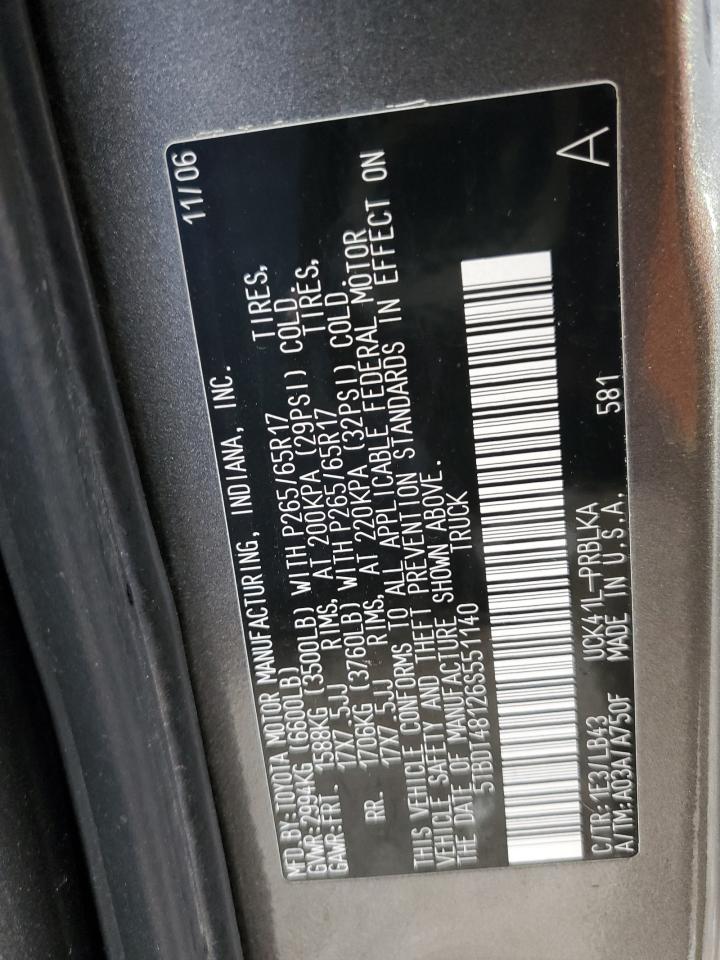 11/06
MFD.BY:TOYOTA MOTOR MANUFACTURING, INDIANA, INC.
GVWR:2994KG (6600LB)
GAWR:FRT. 1588KG (3500LB) WITH P265/65R17 TIRES,
17X7.5JJ RIMS, AT 200KPA (29PSI) COLD.
RR. 1706KG (3760LB) WITH P265/65R17 TIRES,
17X7.5JJ RIMS, AT 220KPA (32PSI) COLD.
THIS VEHICLE CONFORMS TO ALL APPLICABLE FEDERAL MOTOR
VEHICLE SAFETY AND THEFT PREVENTION STANDARDS IN EFFECT ON
THE DATE OF MANUFACTURE SHOWN ABOVE.
5TBDT48126S551140 TRUCK
C/TR:1E3/LB43 UCK41L-PRBLKA 581 A
A/TM:A03A/A750F MADE IN U.S.A.